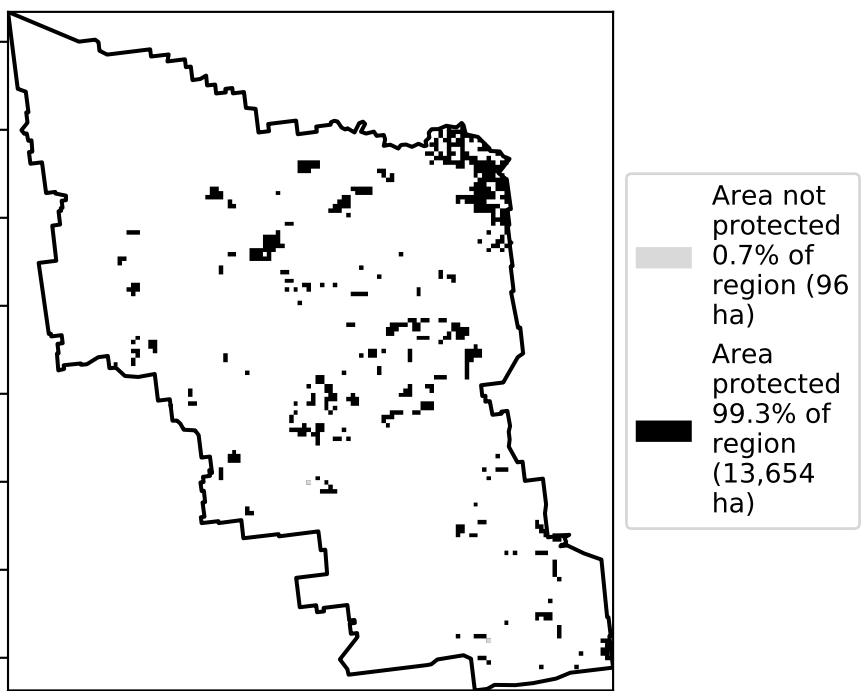 Area not
protected
0.7% of
region (96
ha)
Area
protected
99.3% of
region
(13,654
ha)